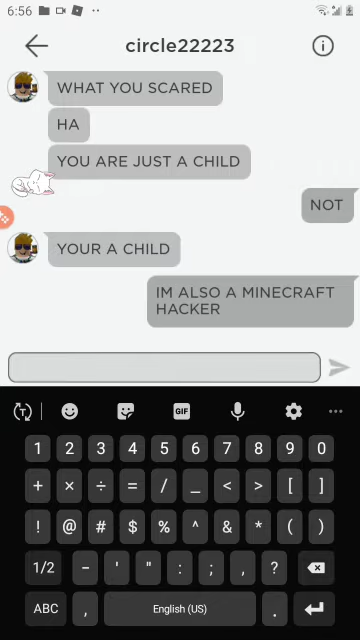 6:56
circle22223
WHAT YOU SCARED
HA
YOU ARE JUST A CHILD
NOT
YOUR A CHILD
IM ALSO A MINECRAFT
HACKER
GIF
1 2 3 4 5 6 7 8 9 0
+ × ÷ = / _ < > [ ]
! @ # $ % ^ & * ( )
1/2 - ' " : ; , ?
ABC , English (US) .